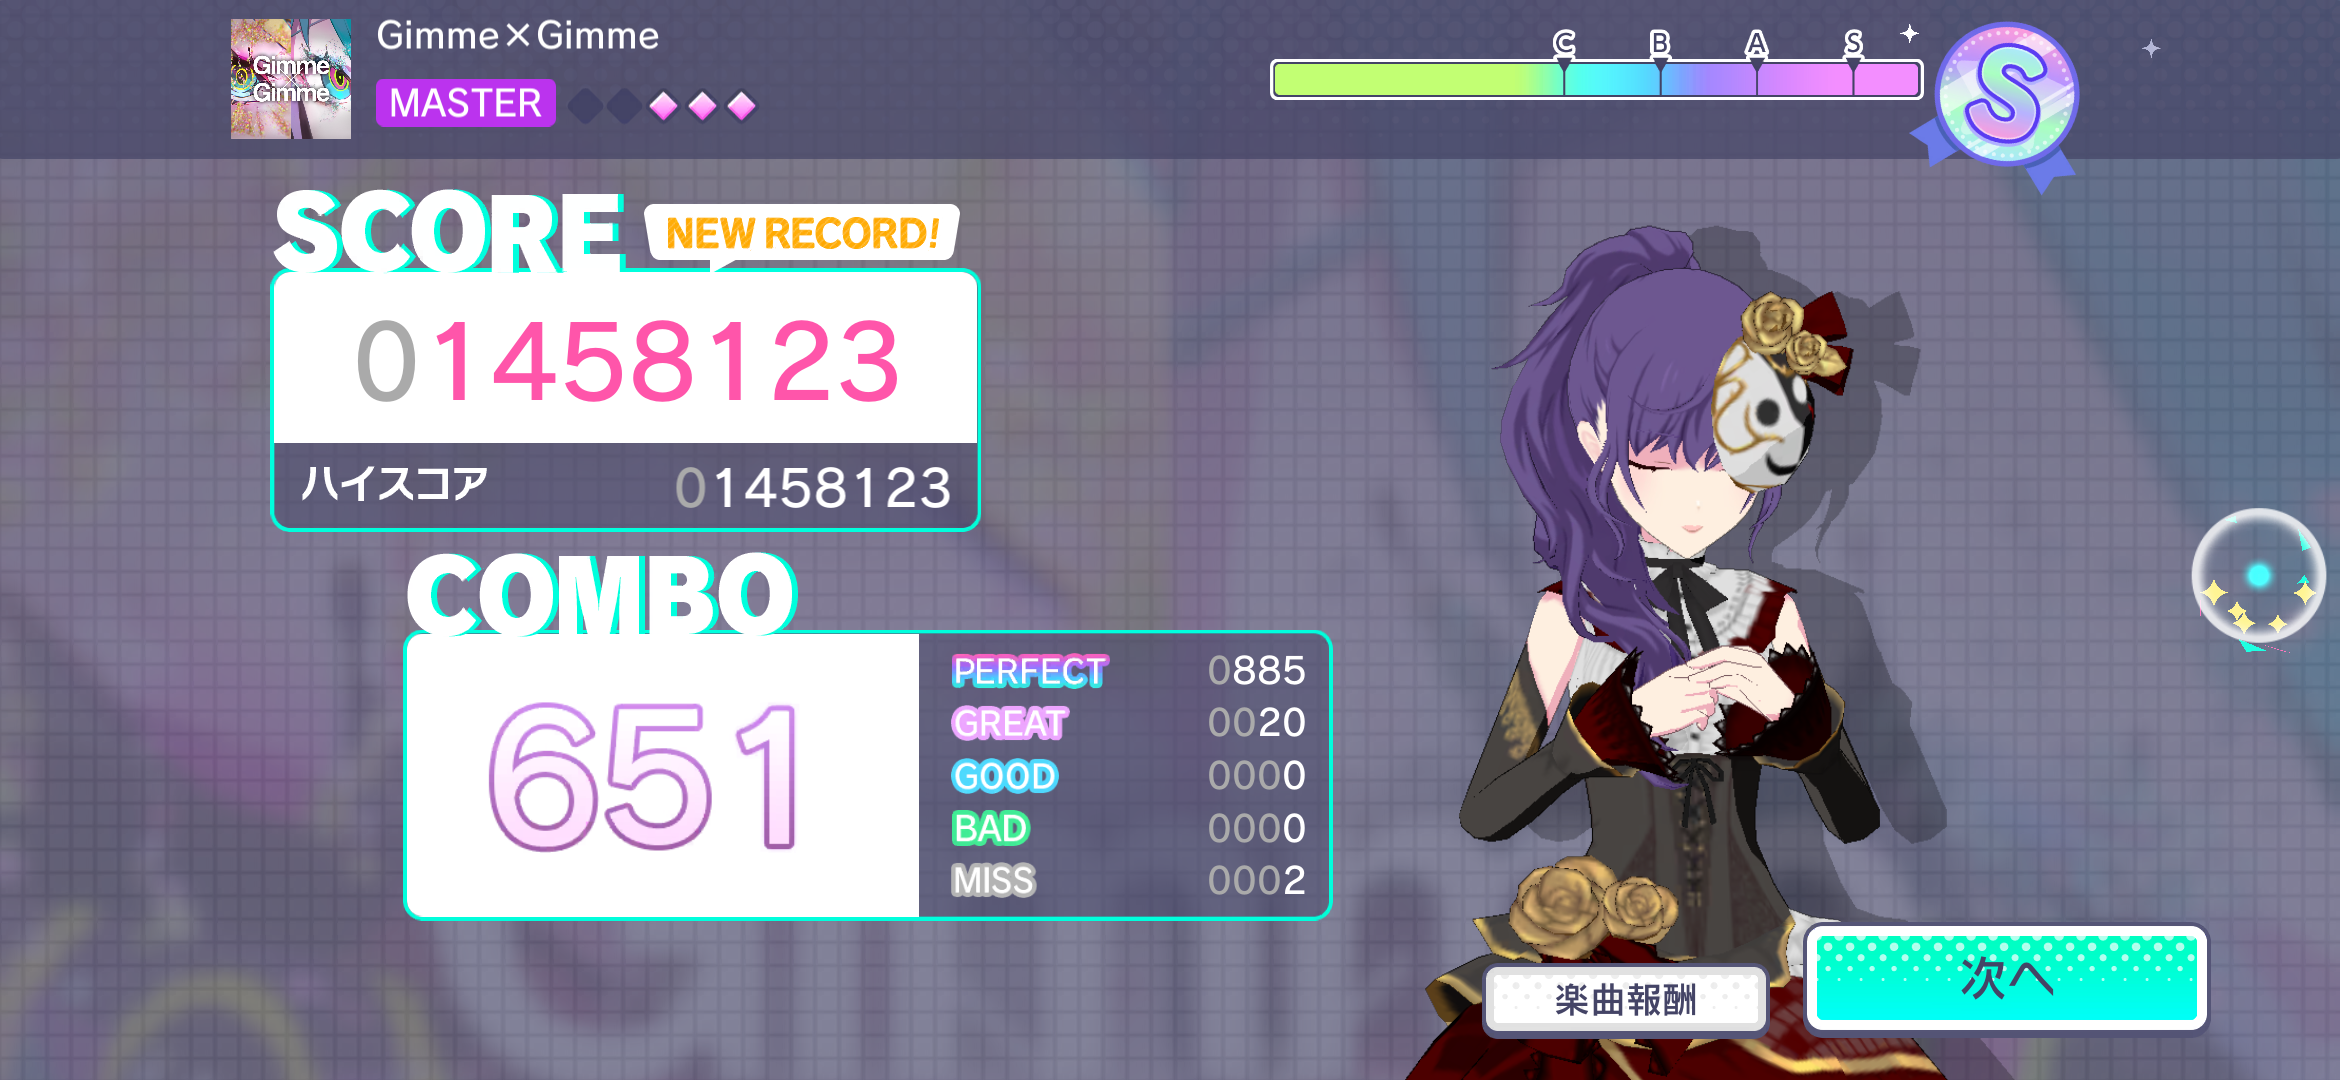 Gimme×Gimme
Gimme
×
Gimme
MASTER
C B A S
S
SCORE
NEW RECORD!
01458123
ハイスコア 01458123
COMBO
651
PERFECT 0885
GREAT 0020
GOOD 0000
BAD 0000
MISS 0002
楽曲報酬
次へ